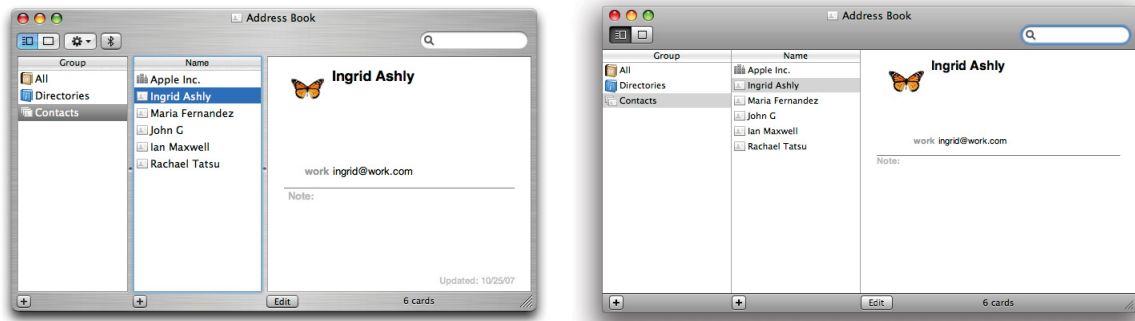 Address Book
Group
All
Directories
Contacts
Name
Apple Inc.
Ingrid Ashly
Maria Fernandez
John G
Ian Maxwell
Rachael Tatsu
Ingrid Ashly
work ingrid@work.com
Note:
Updated: 10/25/07
Edit
6 cards
Address Book
Group
All
Directories
Contacts
Name
Apple Inc.
Ingrid Ashly
Maria Fernandez
John G
Ian Maxwell
Rachael Tatsu
Ingrid Ashly
work ingrid@work.com
Note:
Edit
6 cards